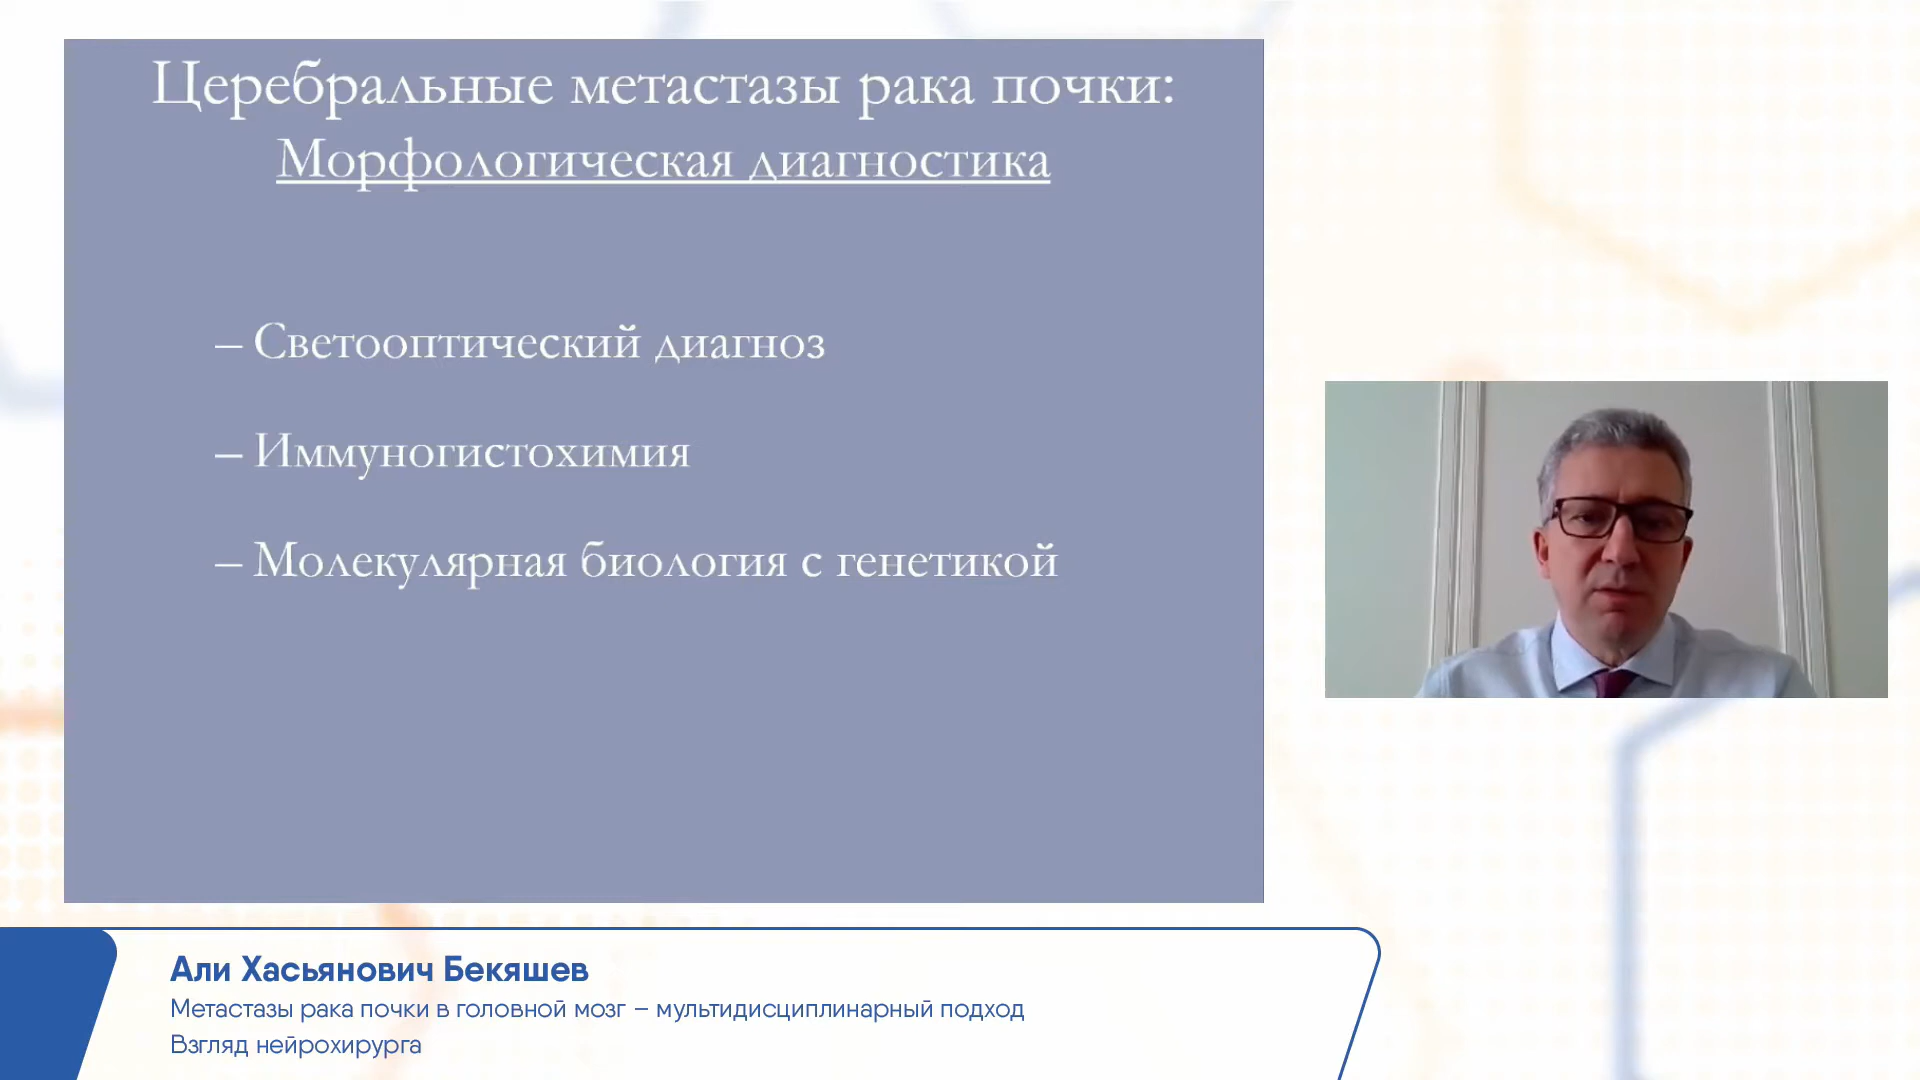 Церебральные метастазы рака почки:
Морфологическая диагностика
– Светооптический диагноз
– Иммуногистохимия
– Молекулярная биология с генетикой
Али Хасьянович Бекяшев
Метастазы рака почки в головной мозг – мультидисциплинарный подход
Взгляд нейрохирурга